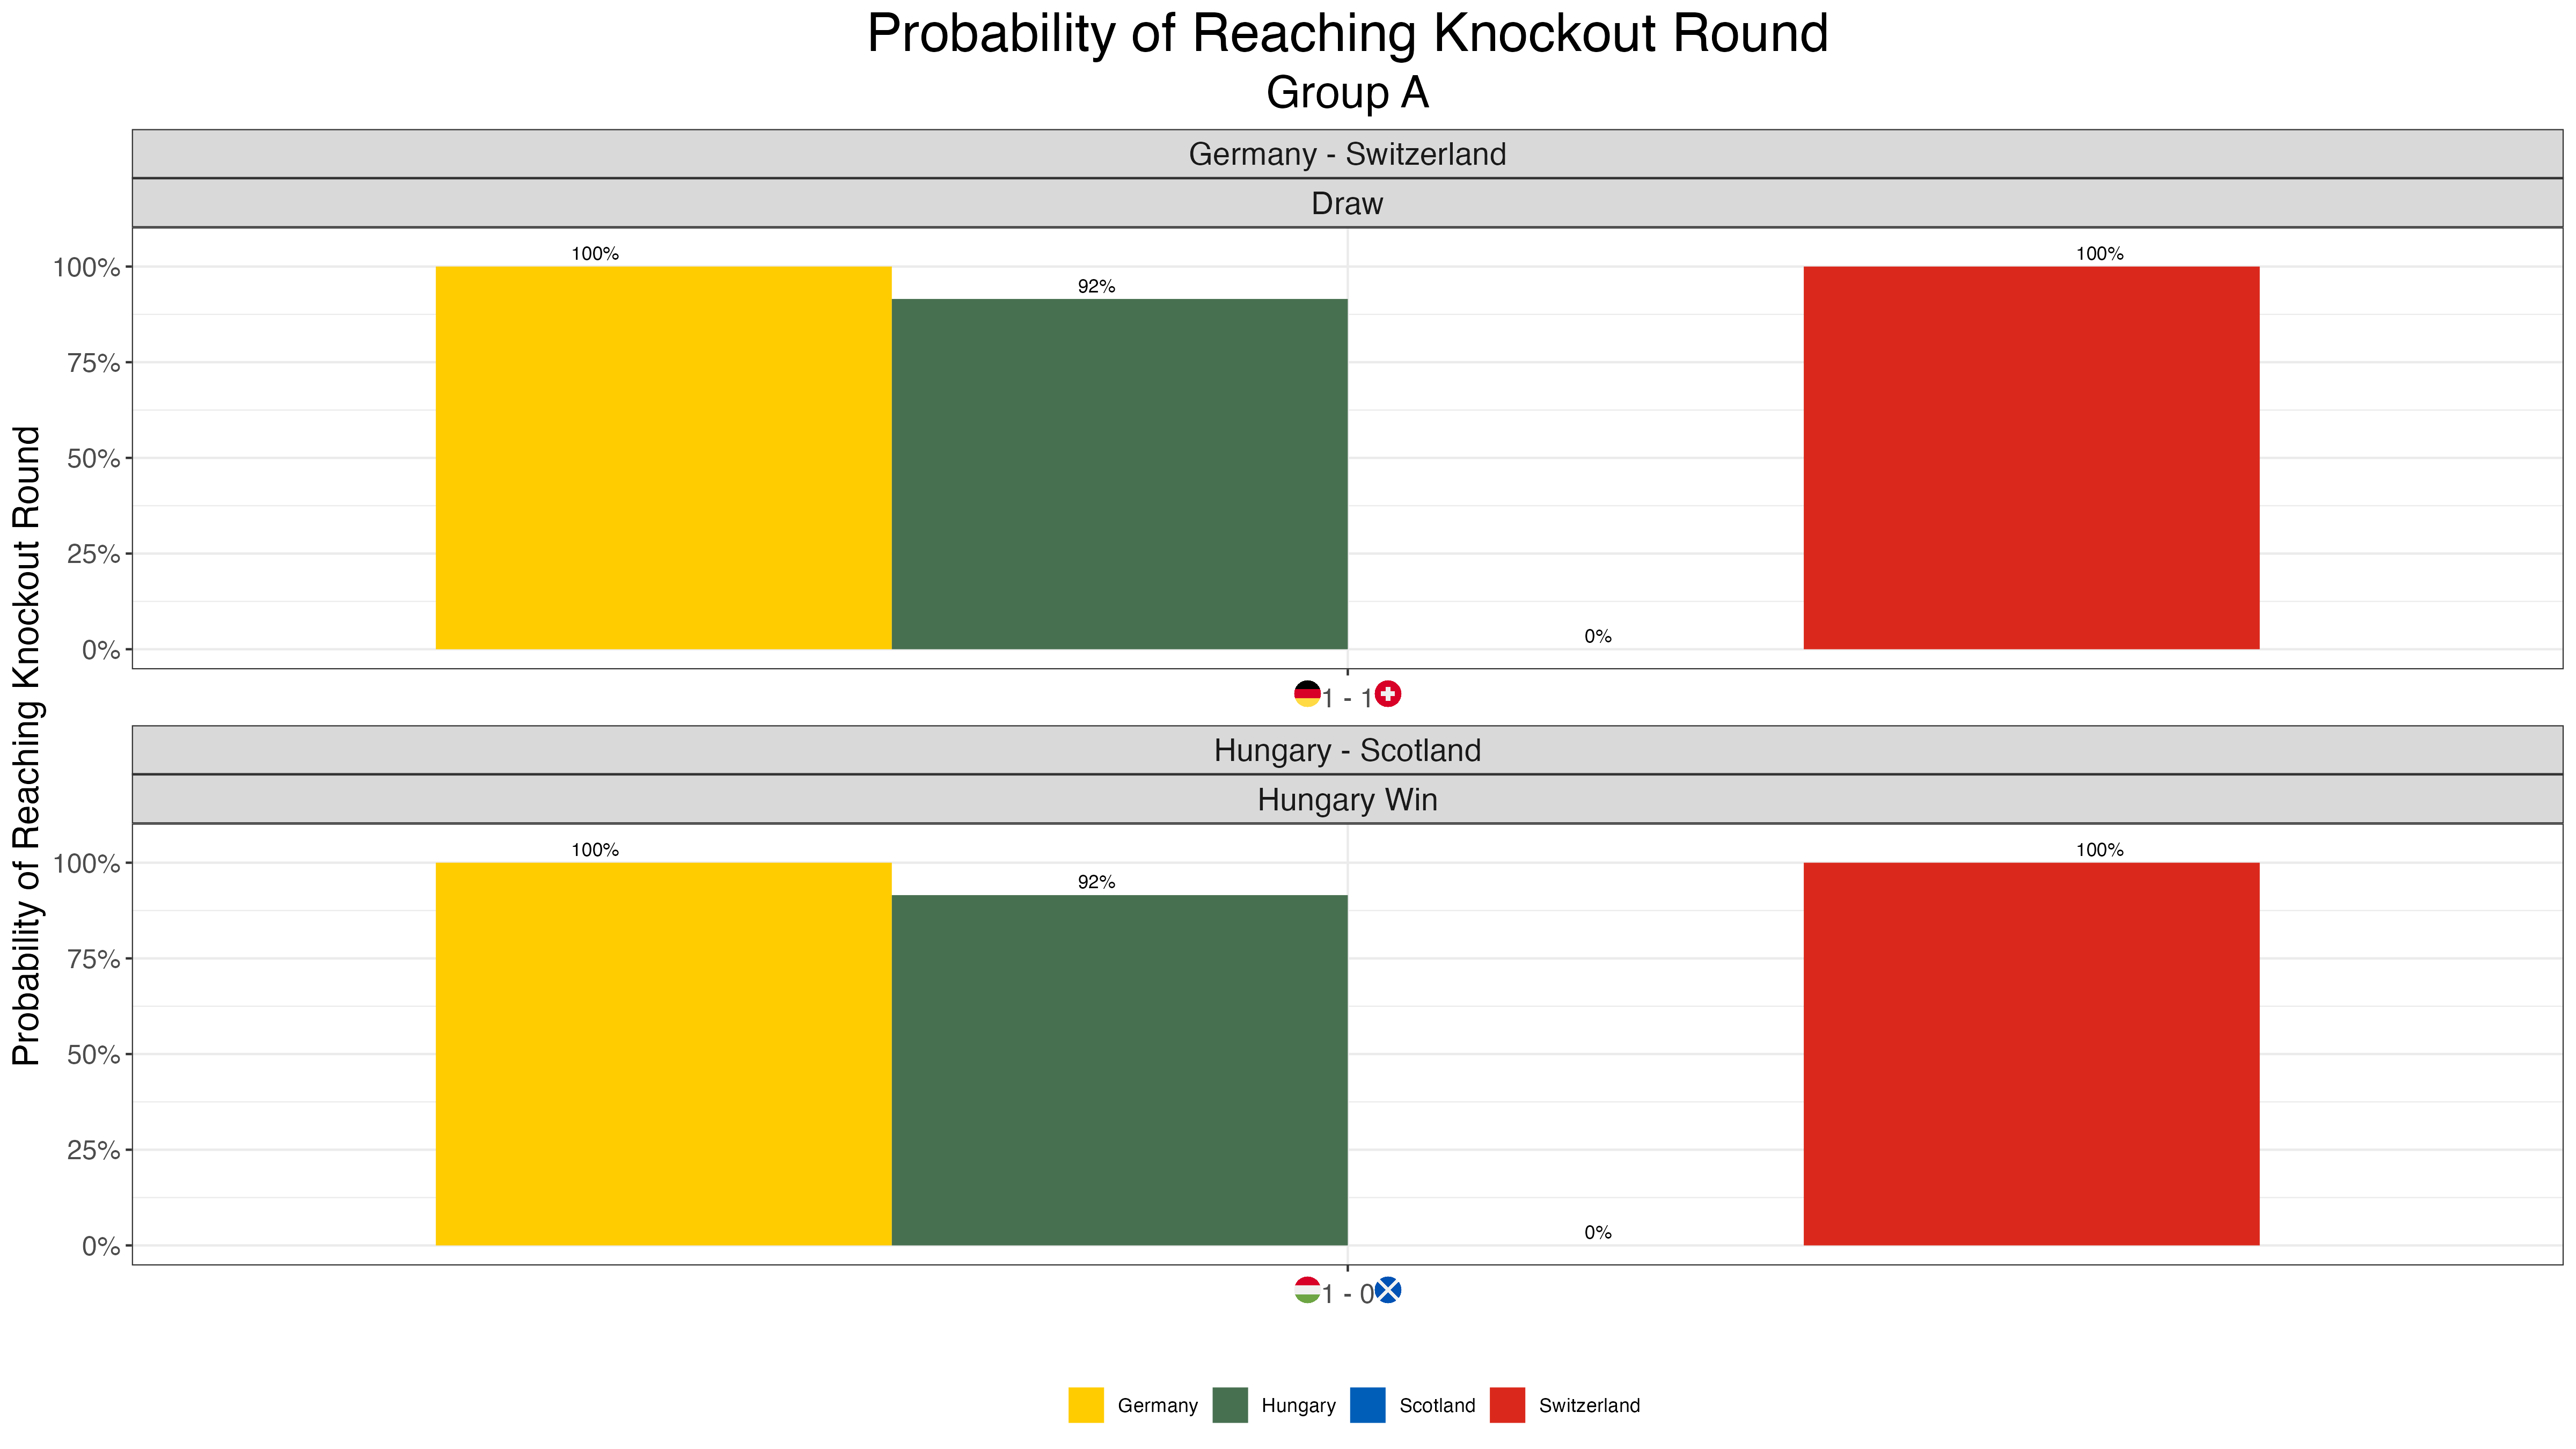 Probability of Reaching Knockout Round
Group A
Probability of Reaching Knockout Round
Germany - Switzerland
Draw
100%
92%
0%
100%
100%
75%
50%
25%
0%
1 - 1
Hungary - Scotland
Hungary Win
100%
92%
0%
100%
100%
75%
50%
25%
0%
1 - 0
Germany
Hungary
Scotland
Switzerland